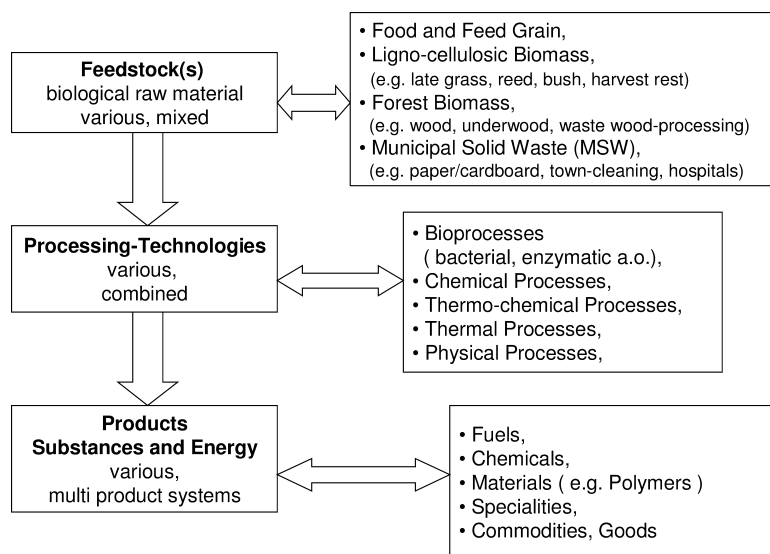 Feedstock(s)
biological raw material
various, mixed
• Food and Feed Grain,
• Ligno-cellulosic Biomass,
(e.g. late grass, reed, bush, harvest rest)
• Forest Biomass,
(e.g. wood, underwood, waste wood-processing)
• Municipal Solid Waste (MSW),
(e.g. paper/cardboard, town-cleaning, hospitals)
Processing-Technologies
various,
combined
• Bioprocesses
( bacterial, enzymatic a.o.),
• Chemical Processes,
• Thermo-chemical Processes,
• Thermal Processes,
• Physical Processes,
Products
Substances and Energy
various,
multi product systems
• Fuels,
• Chemicals,
• Materials ( e.g. Polymers )
• Specialities,
• Commodities, Goods